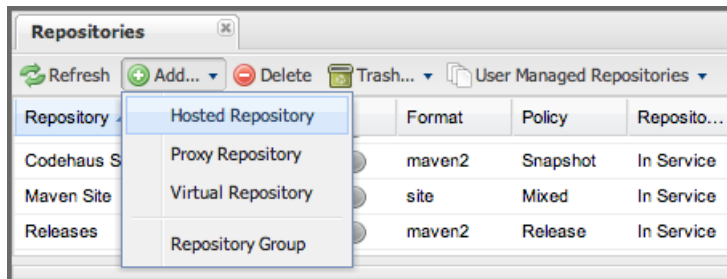 Repositories
Refresh Add... Delete Trash... User Managed Repositories
Repository Format Policy Reposito...
Hosted Repository
Codehaus S maven2 Snapshot In Service
Proxy Repository
Maven Site site Mixed In Service
Virtual Repository
Releases maven2 Release In Service
Repository Group